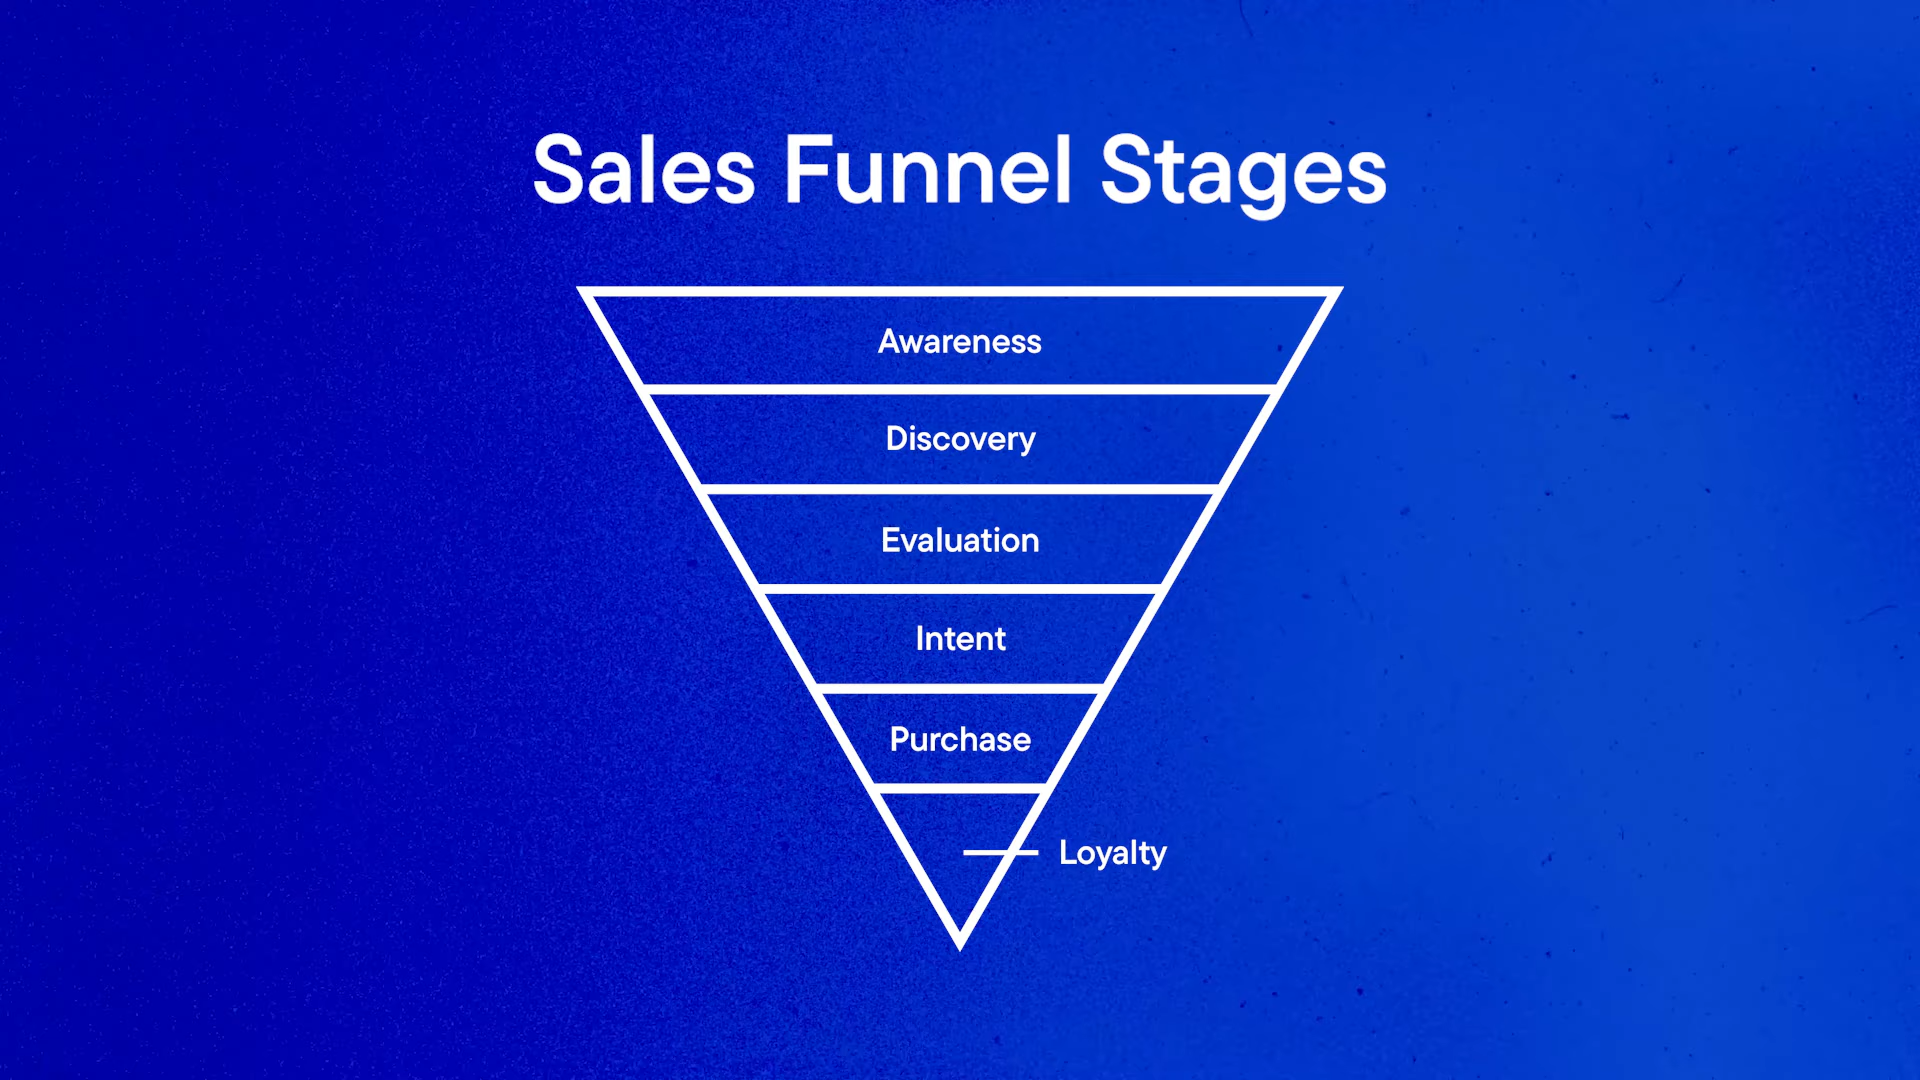 Sales Funnel Stages
Awareness
Discovery
Evaluation
Intent
Purchase
Loyalty